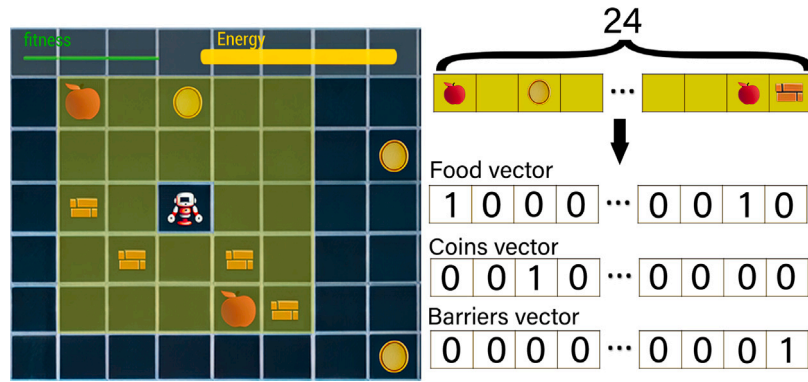 fitness
Energy
24
...
Food vector
1 0 0 0 ... 0 0 1 0
Coins vector
0 0 1 0 ... 0 0 0 0
Barriers vector
0 0 0 0 ... 0 0 0 1